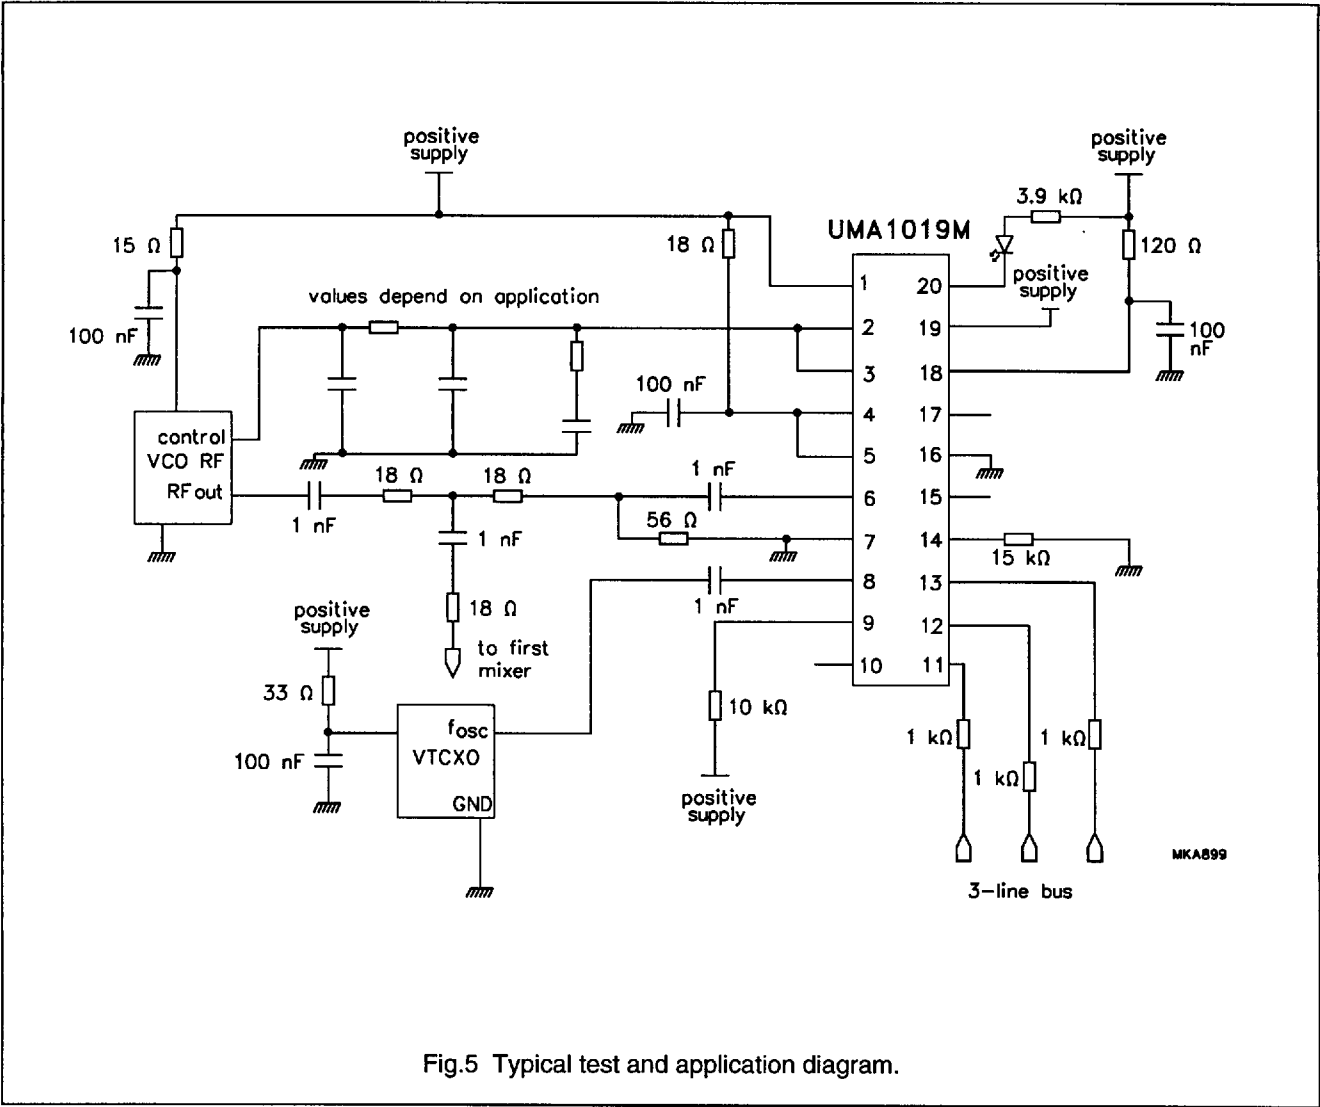 positive
supply
positive
supply
3.9 kΩ
15 Ω
18 Ω
UMA1019M
120 Ω
positive
supply
values depend on application
100 nF
100
nF
1
2
3
4
5
6
7
8
9
10
20
19
18
17
16
15
14
13
12
11
100 nF
control
VCO RF
RF out
18 Ω
18 Ω
1 nF
1 nF
1 nF
56 Ω
15 kΩ
1 nF
18 Ω
to first
mixer
positive
supply
33 Ω
100 nF
fosc
VTCXO
GND
10 kΩ
positive
supply
1 kΩ
1 kΩ
1 kΩ
3-line bus
MKA899
Fig.5 Typical test and application diagram.